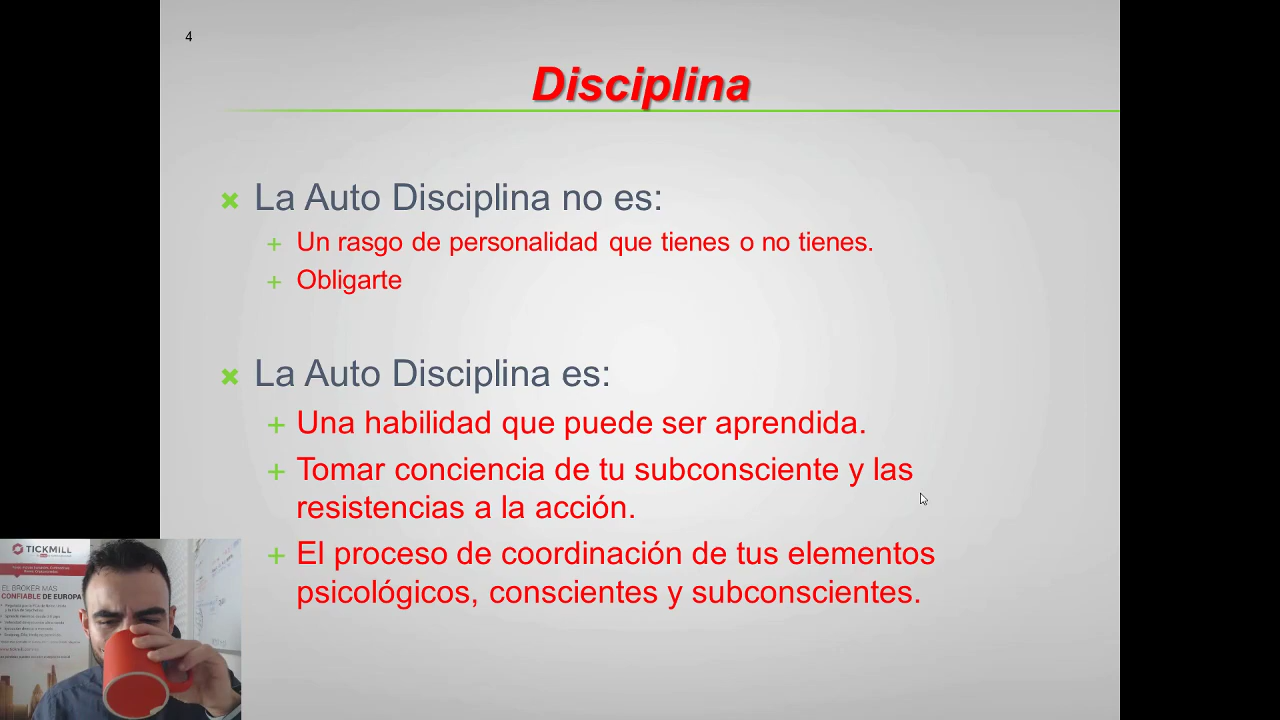 4
Disciplina
La Auto Disciplina no es:
Un rasgo de personalidad que tienes o no tienes.
Obligarte
La Auto Disciplina es:
Una habilidad que puede ser aprendida.
Tomar conciencia de tu subconsciente y las
resistencias a la acción.
El proceso de coordinación de tus elementos
psicológicos, conscientes y subconscientes.
TICKMILL
EL BROKER MÁS
CONFIABLE DE EUROPA